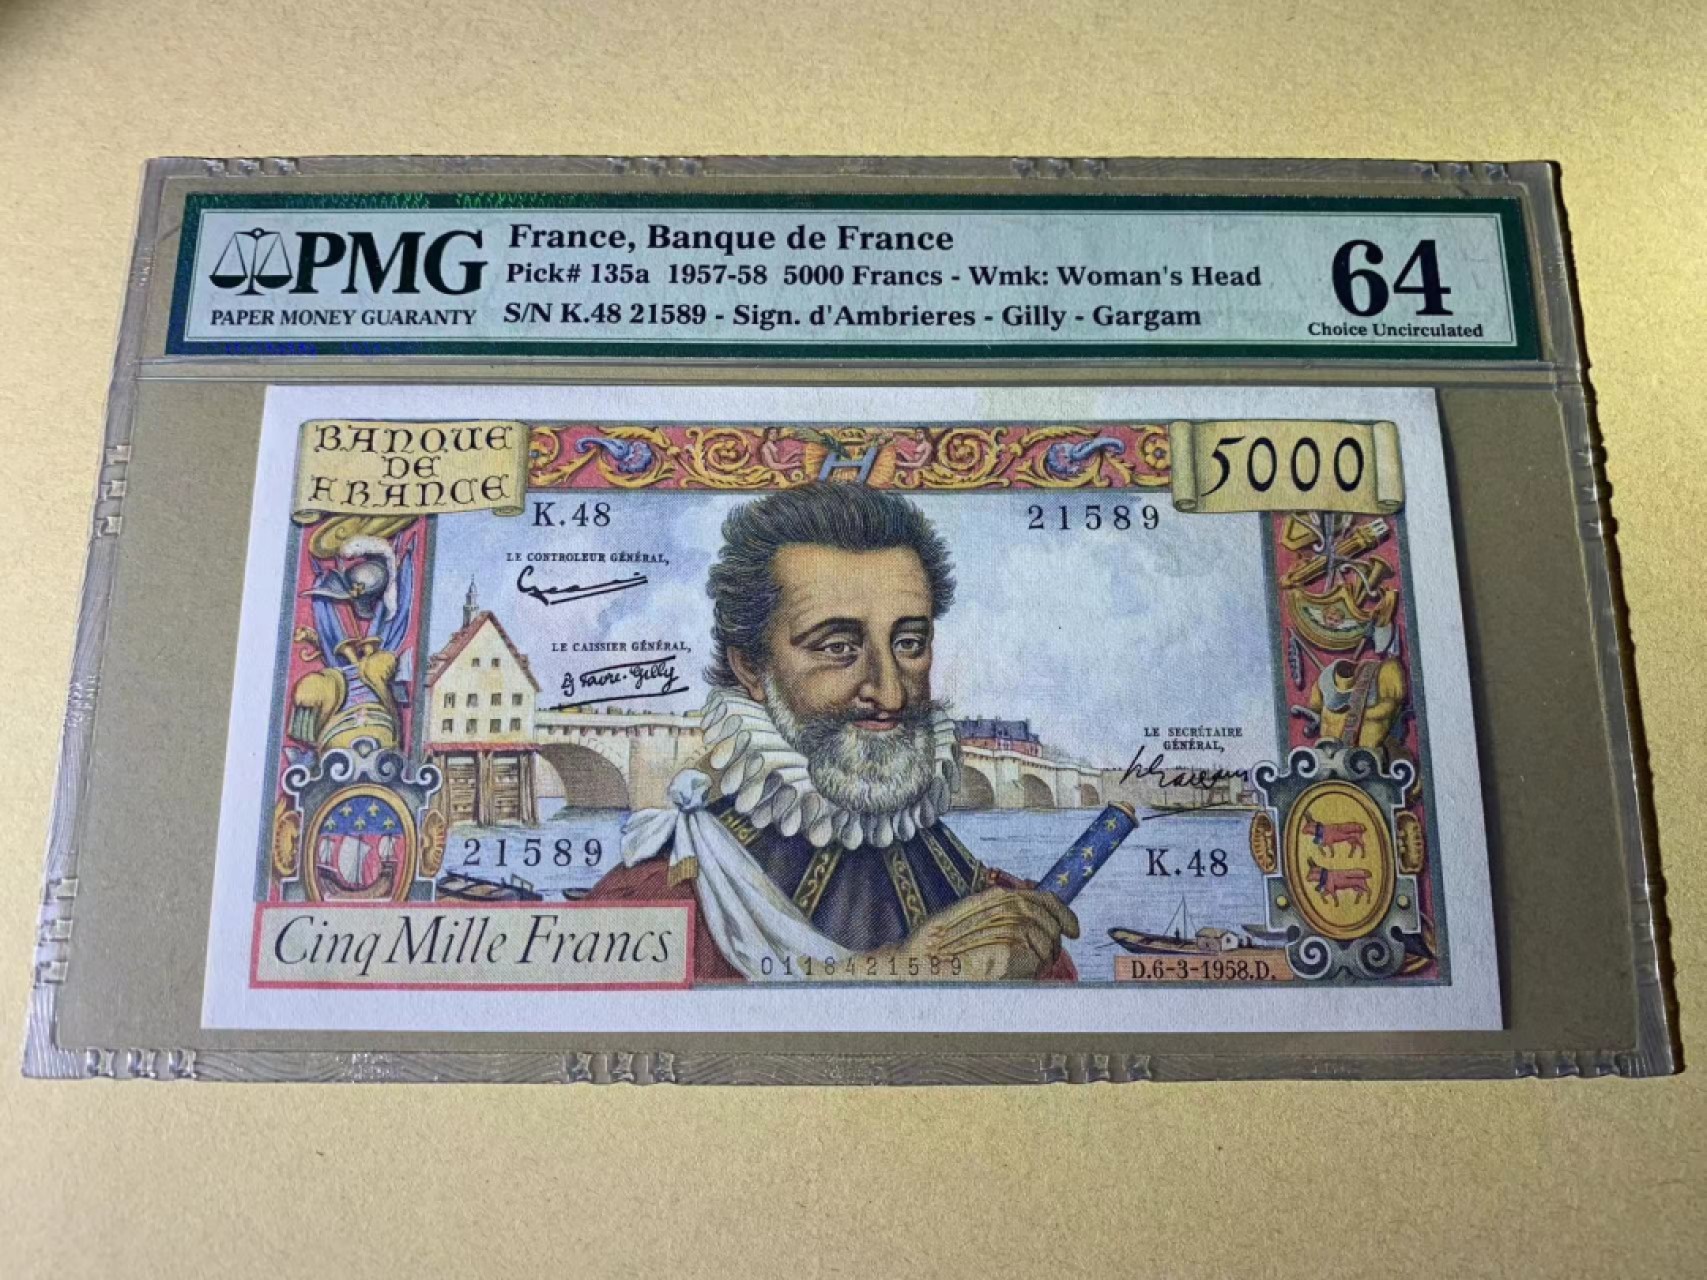 PMG
PAPER MONEY GUARANTY
France, Banque de France
Pick# 135a 1957-58 5000 Francs - Wmk: Woman's Head
S/N K.48 21589 - Sign. d'Ambrieres - Gilly - Gargam
64
Choice Uncirculated
BANQUE
DE
FRANCE
5000
K.48
21589
LE CONTROLEUR GÉNÉRAL,
LE CAISSIER GÉNÉRAL,
Favre-Gilly
LE SECRÉTAIRE
GÉNÉRAL,
21589
K.48
Cinq Mille Francs
0118421589
D.6-3-1958.D.